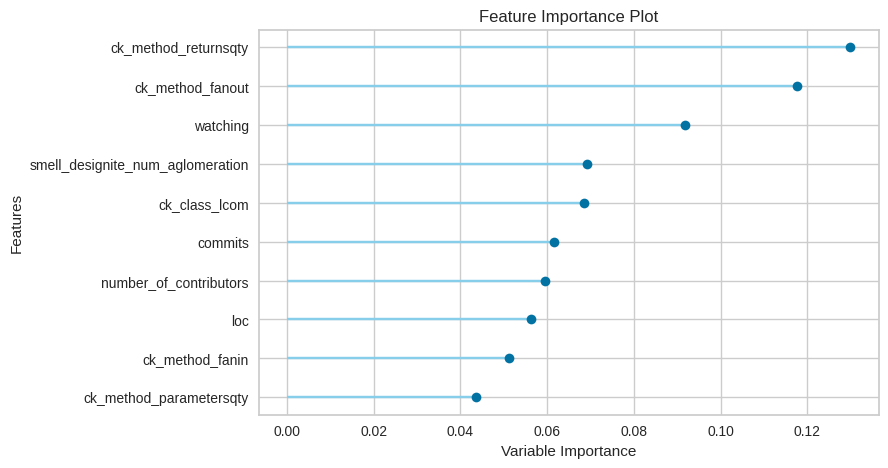 Feature Importance Plot
ck_method_returnsqty
ck_method_fanout
watching
smell_designite_num_aglomeration
ck_class_lcom
commits
number_of_contributors
loc
ck_method_fanin
ck_method_parametersqty
Features
0.00 0.02 0.04 0.06 0.08 0.10 0.12
Variable Importance